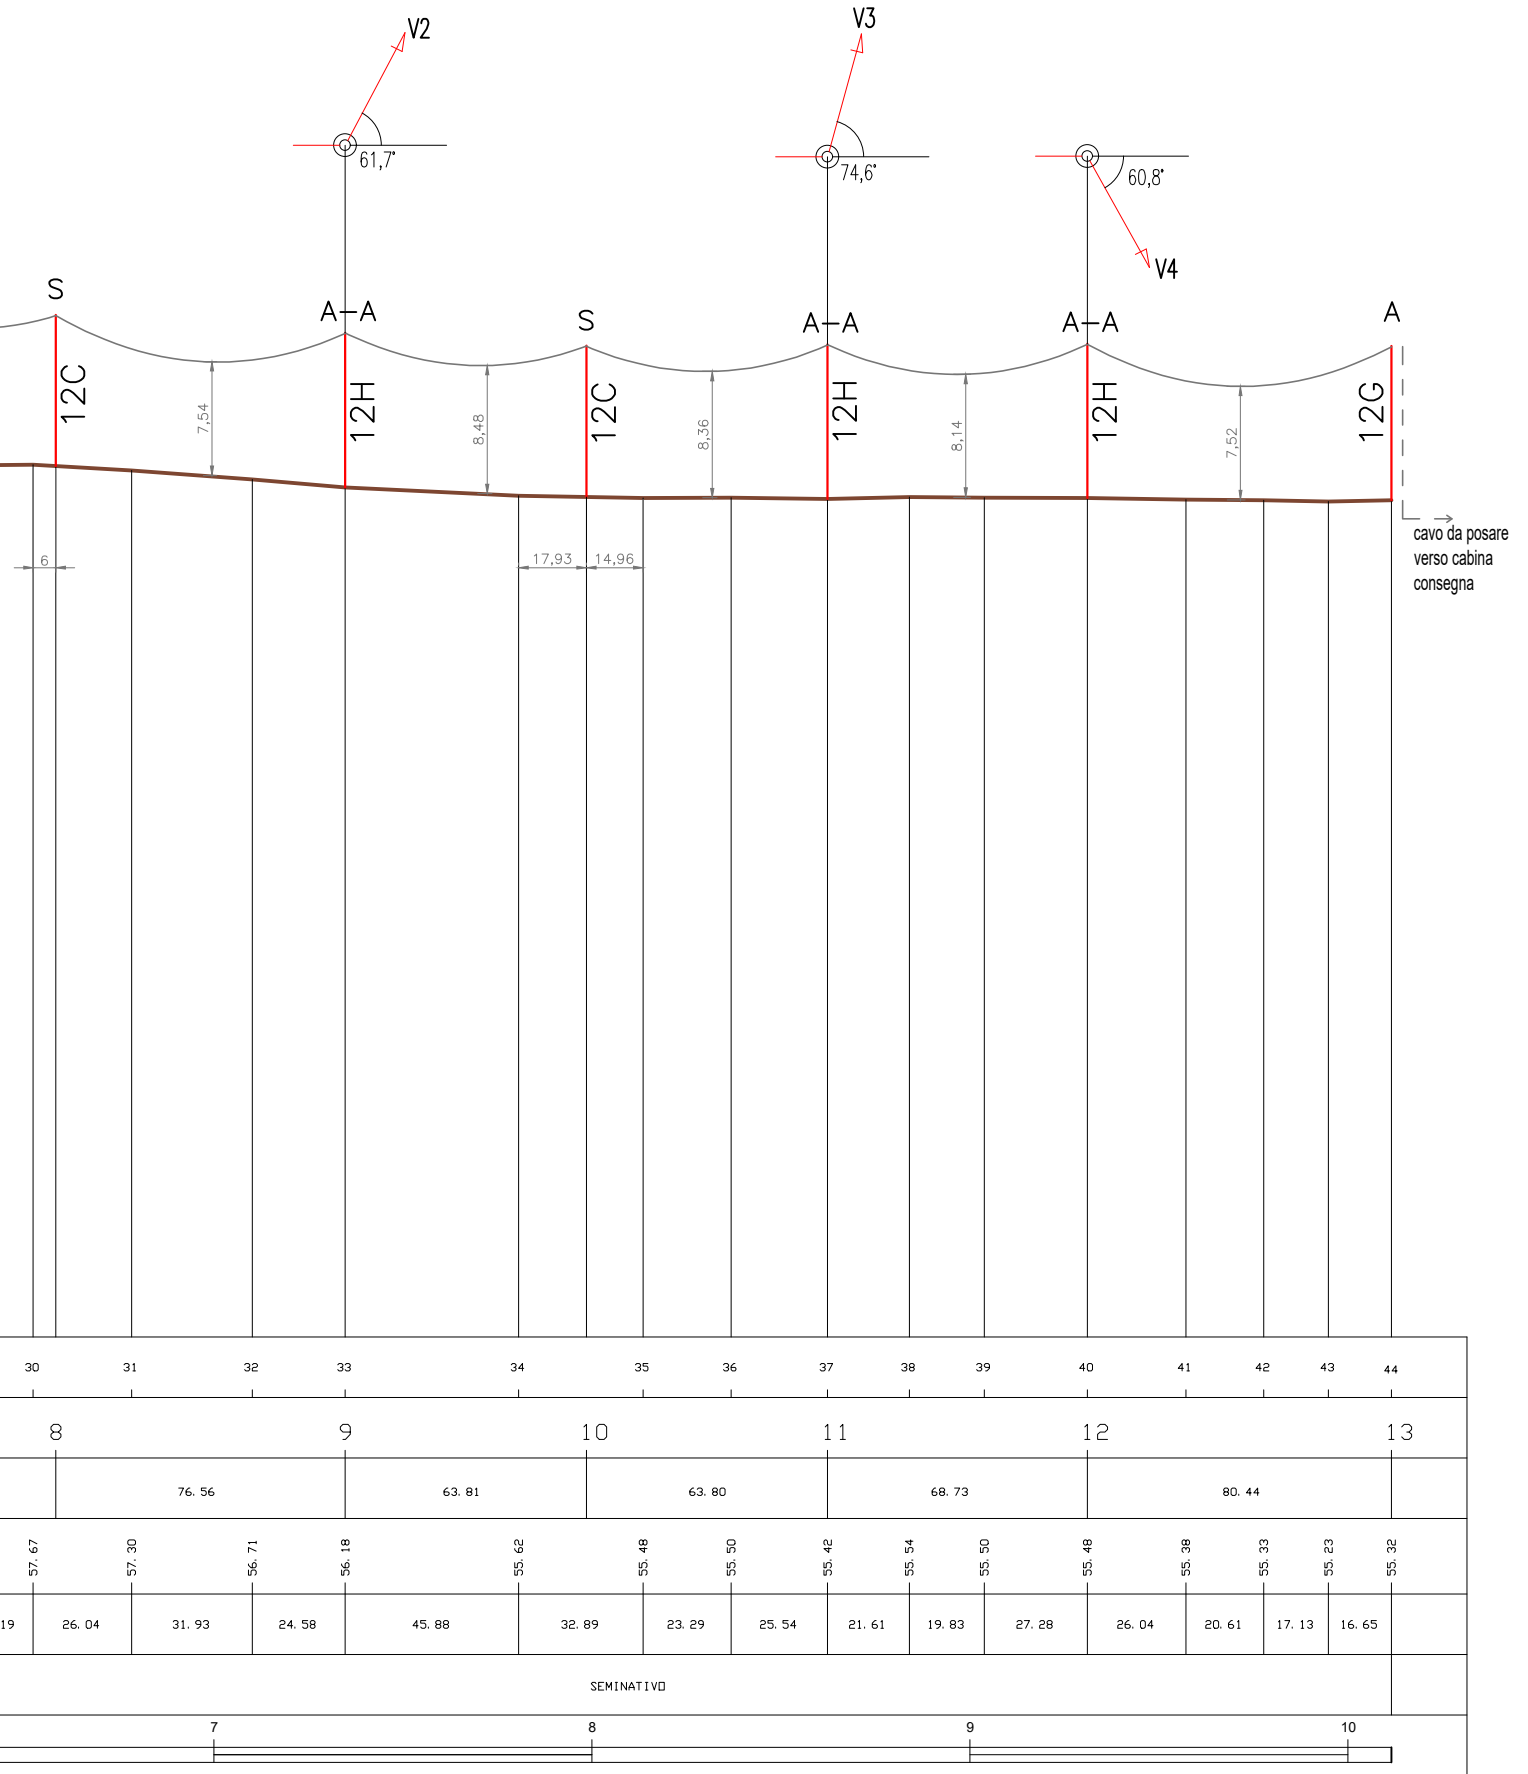 V2
V3
61,7°
74,6°
60,8°
V4
S
A-A
S
A-A
A-A
A
12C
12H
12C
12H
12H
12G
7,54
8,48
8,36
8,14
7,52
6
17,93
14,96
cavo da posare
verso cabina
consegna
30 31 32 33 34 35 36 37 38 39 40 41 42 43 44
8 9 10 11 12 13
76.56 63.81 63.80 68.73 80.44
57.67 57.30 56.71 56.18 55.62 55.48 55.50 55.42 55.54 55.50 55.48 55.38 55.33 55.23 55.32
19 26.04 31.93 24.58 45.88 32.89 23.29 25.54 21.61 19.83 27.28 26.04 20.61 17.13 16.65
SEMINATIVO
7 8 9 10